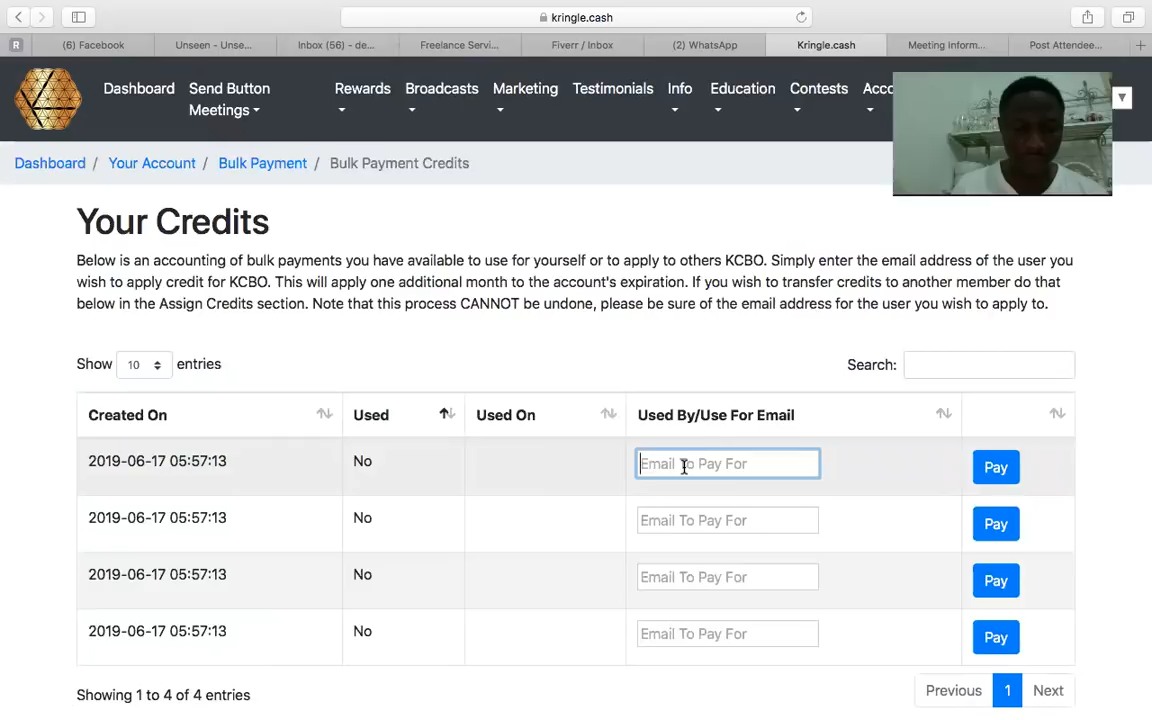 kringle.cash
R
(6) Facebook
Unseen - Unse...
Inbox (56) - de...
Freelance Servi...
Fiverr / Inbox
(2) WhatsApp
Kringle.cash
Meeting Inform...
Post Attendee...
Dashboard
Send Button
Meetings
Rewards
Broadcasts
Marketing
Testimonials
Info
Education
Contests
Acco
Dashboard / Your Account / Bulk Payment / Bulk Payment Credits
Your Credits
Below is an accounting of bulk payments you have available to use for yourself or to apply to others KCBO. Simply enter the email address of the user you
wish to apply credit for KCBO. This will apply one additional month to the account's expiration. If you wish to transfer credits to another member do that
below in the Assign Credits section. Note that this process CANNOT be undone, please be sure of the email address for the user you wish to apply to.
Show 10 entries
Search:
Created On
Used
Used On
Used By/Use For Email
2019-06-17 05:57:13 No Email To Pay For Pay
2019-06-17 05:57:13 No Email To Pay For Pay
2019-06-17 05:57:13 No Email To Pay For Pay
2019-06-17 05:57:13 No Email To Pay For Pay
Showing 1 to 4 of 4 entries
Previous 1 Next